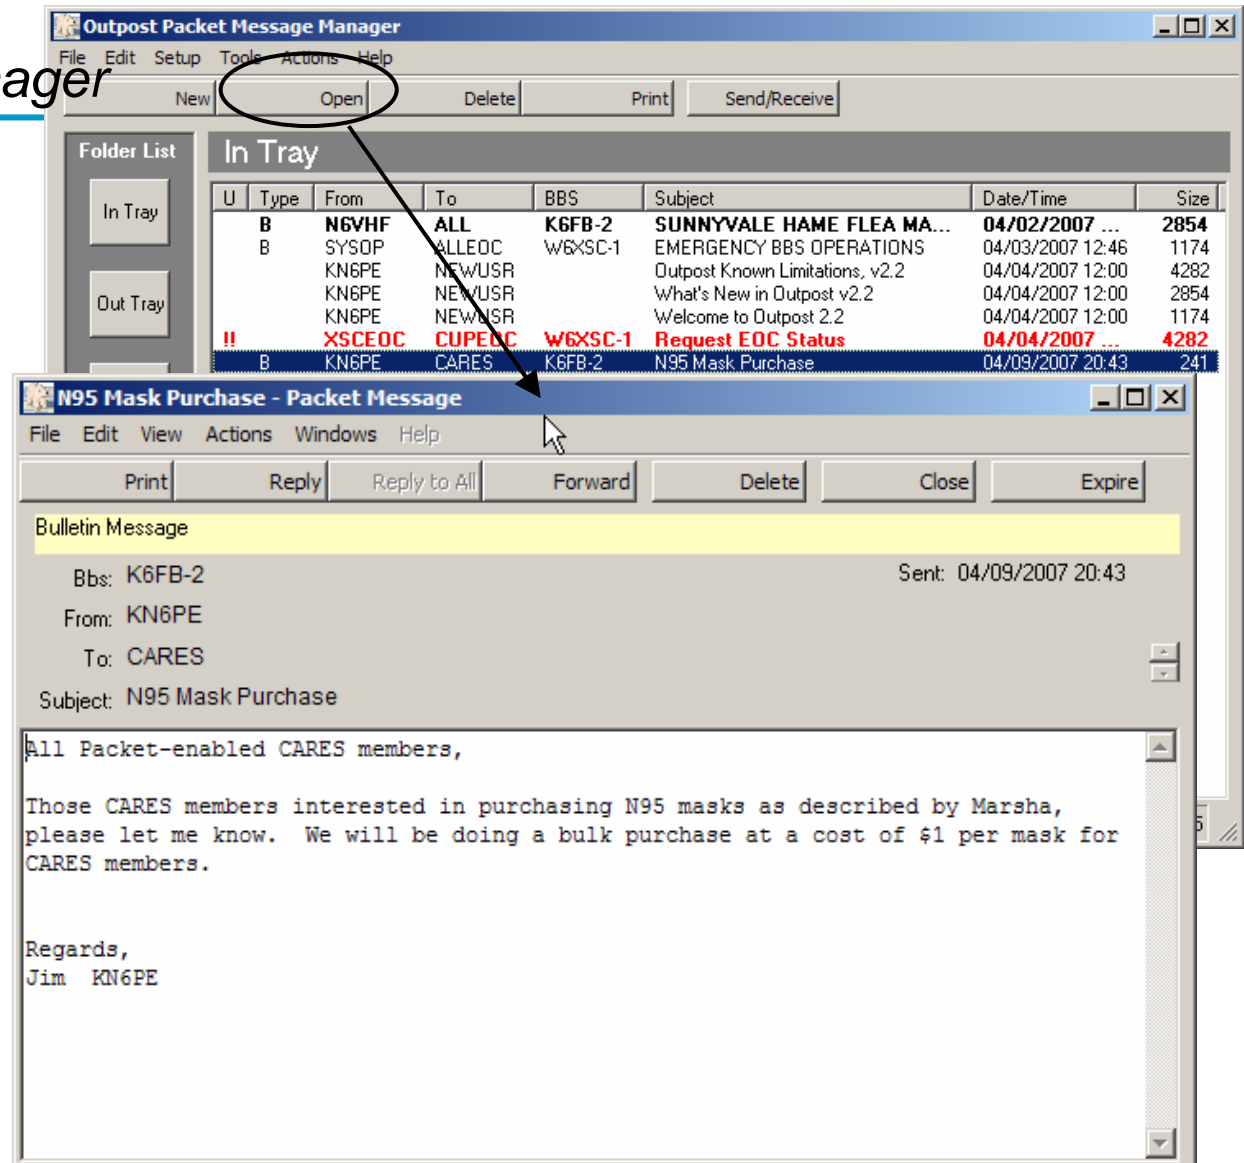 Outpost Packet Message Manager
File Edit Setup Tools Actions Help
ager
New Open Delete Print Send/Receive
Folder List
In Tray
Out Tray
In Tray
U Type From To BBS Subject Date/Time Size
B N6VHF ALL K6FB-2 SUNNYVALE HAME FLEA MA... 04/02/2007 ... 2854
B SYSOP ALLEOC W6XSC-1 EMERGENCY BBS OPERATIONS 04/03/2007 12:46 1174
KN6PE NEWUSR Outpost Known Limitations, v2.2 04/04/2007 12:00 4282
KN6PE NEWUSR What's New in Outpost v2.2 04/04/2007 12:00 2854
KN6PE NEWUSR Welcome to Outpost 2.2 04/04/2007 12:00 1174
!! XSCEOC CUPEOC W6XSC-1 Request EOC Status 04/04/2007 ... 4282
B KN6PE CARES K6FB-2 N95 Mask Purchase 04/09/2007 20:43 241
N95 Mask Purchase - Packet Message
File Edit View Actions Windows Help
Print Reply Reply to All Forward Delete Close Expire
Bulletin Message
Bbs: K6FB-2 Sent: 04/09/2007 20:43
From: KN6PE
To: CARES
Subject: N95 Mask Purchase
All Packet-enabled CARES members,
Those CARES members interested in purchasing N95 masks as described by Marsha,
please let me know. We will be doing a bulk purchase at a cost of $1 per mask for
CARES members.
Regards,
Jim KN6PE